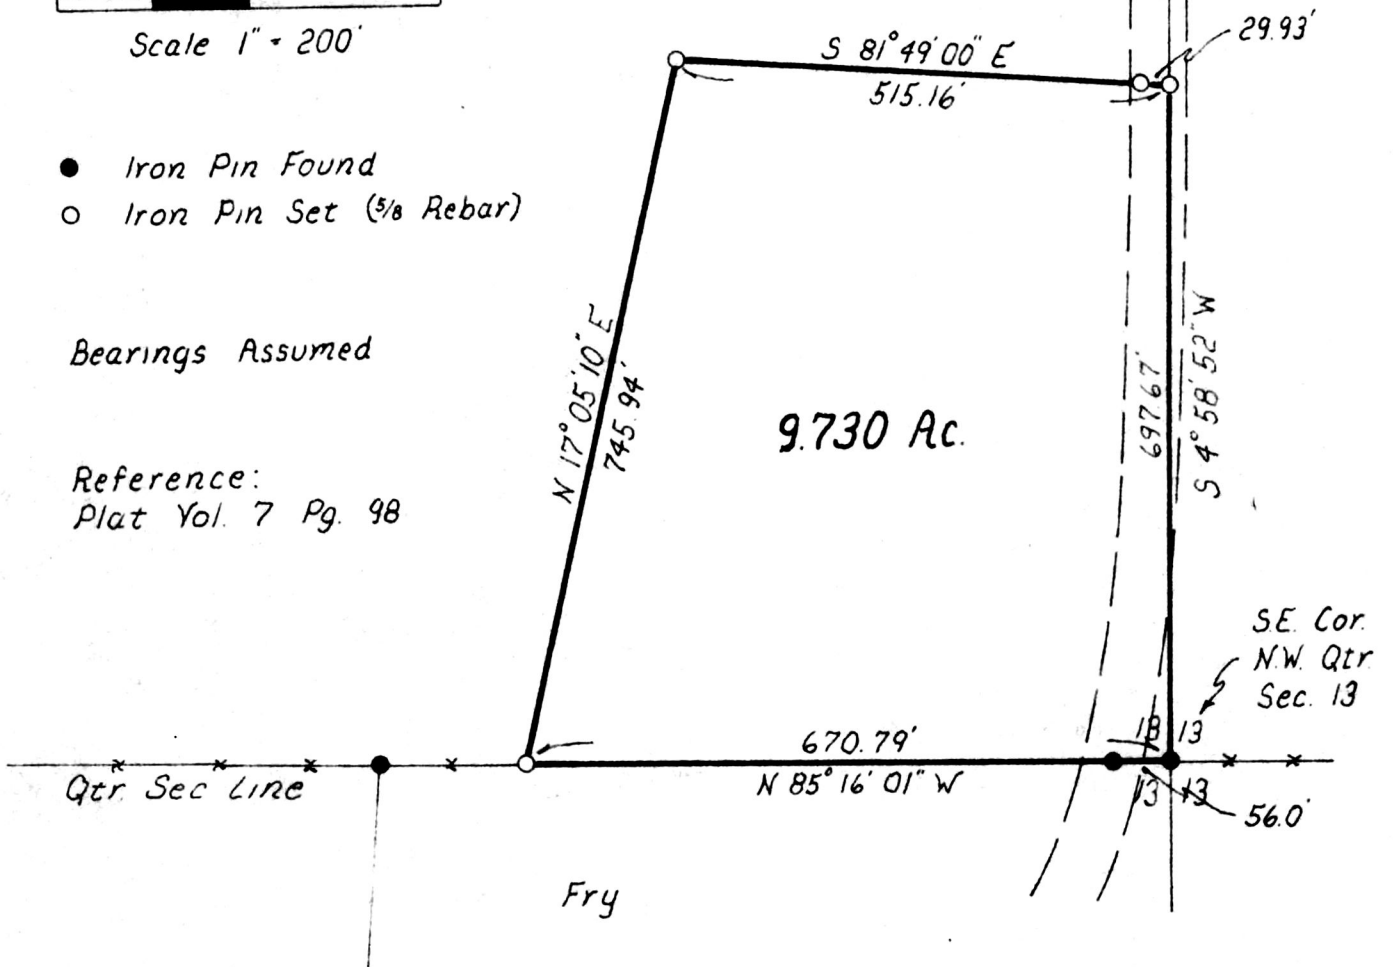 Scale 1" = 200'
29.93'
S 81° 49' 00" E
515.16'
● Iron Pin Found
○ Iron Pin Set (5/8 Rebar)
Bearings Assumed
N 17° 05' 10" E
745.94'
9.730 Ac.
697.67'
S 4° 58' 52" W
Reference:
Plat Vol. 7 Pg. 98
S.E. Cor.
N.W. Qtr.
Sec. 13
670.79'
N 85° 16' 01" W
13 13
13 13
56.0'
Qtr. Sec Line
Fry